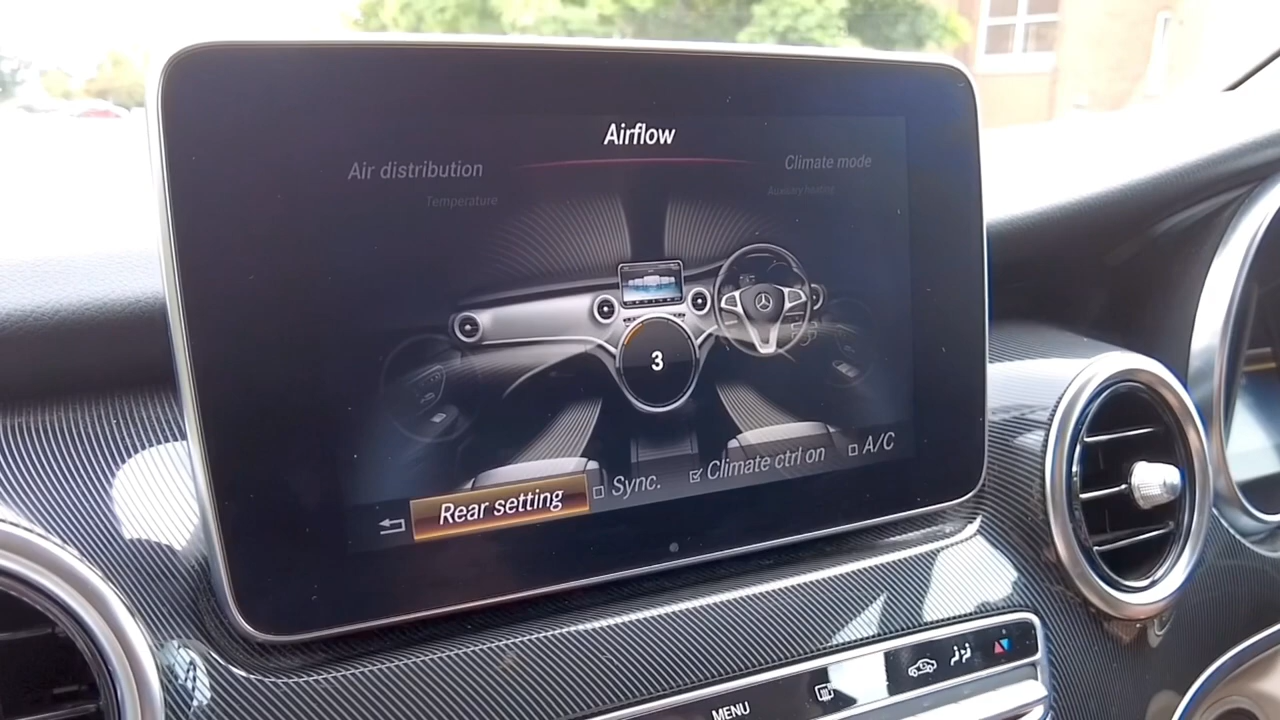 Airflow
Air distribution
Climate mode
Temperature
Auxiliary heating
3
Rear setting
Sync.
Climate ctrl on
A/C
MENU